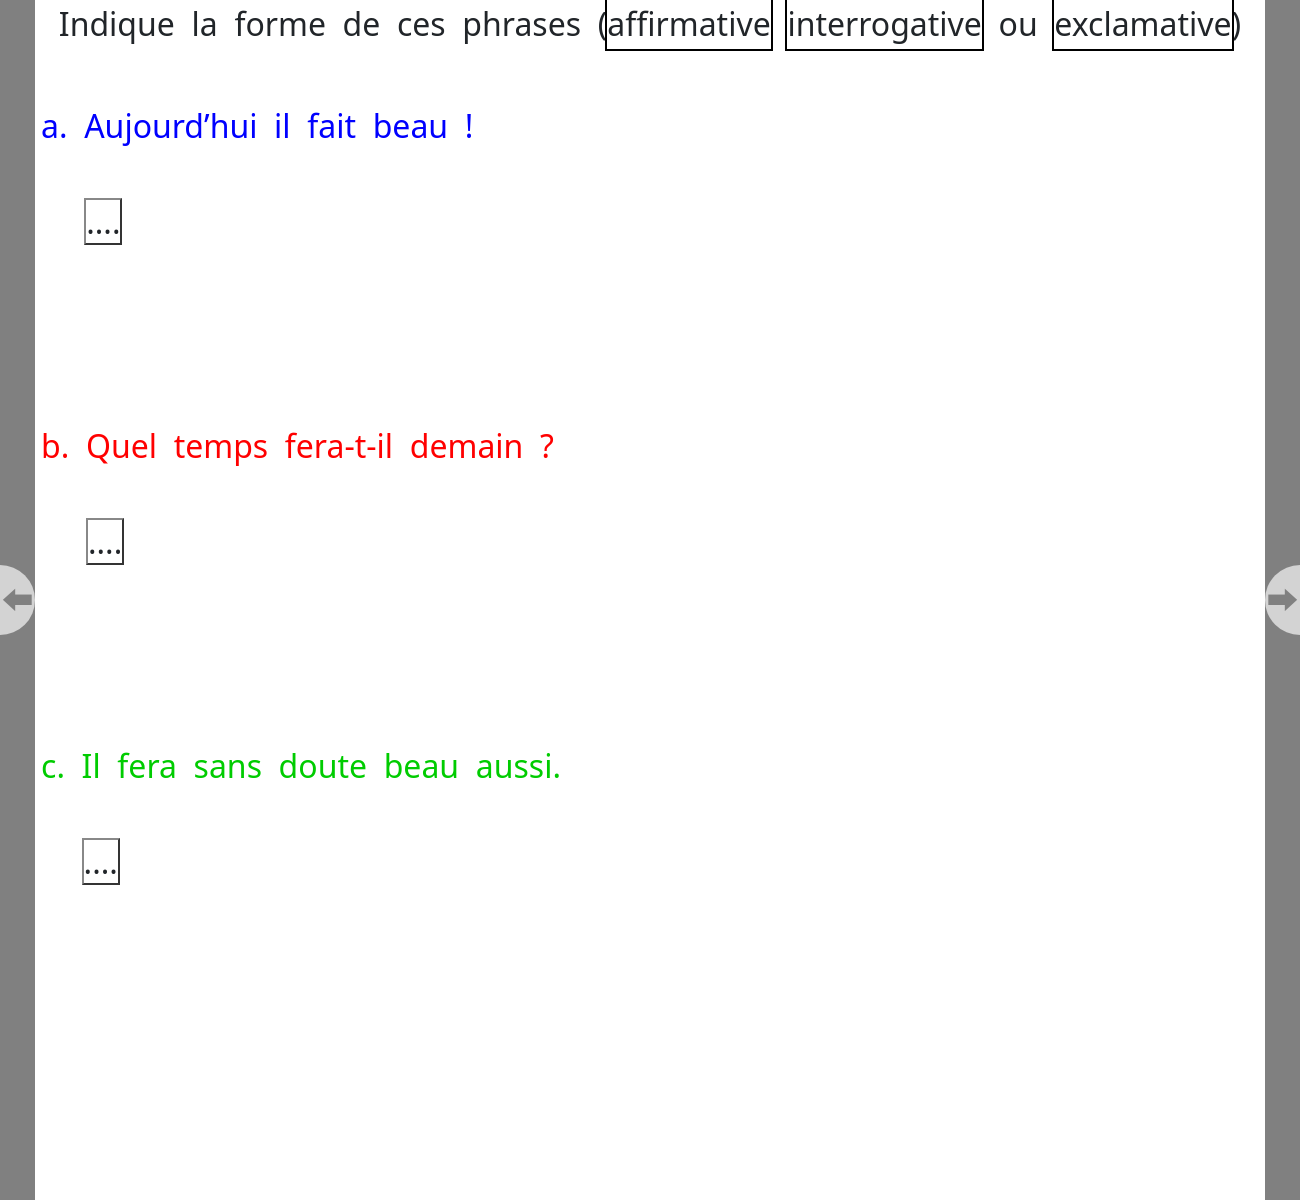 Indique la forme de ces phrases (affirmative interrogative ou exclamative)
a. Aujourd’hui il fait beau !
....
b. Quel temps fera-t-il demain ?
....
c. Il fera sans doute beau aussi.
....